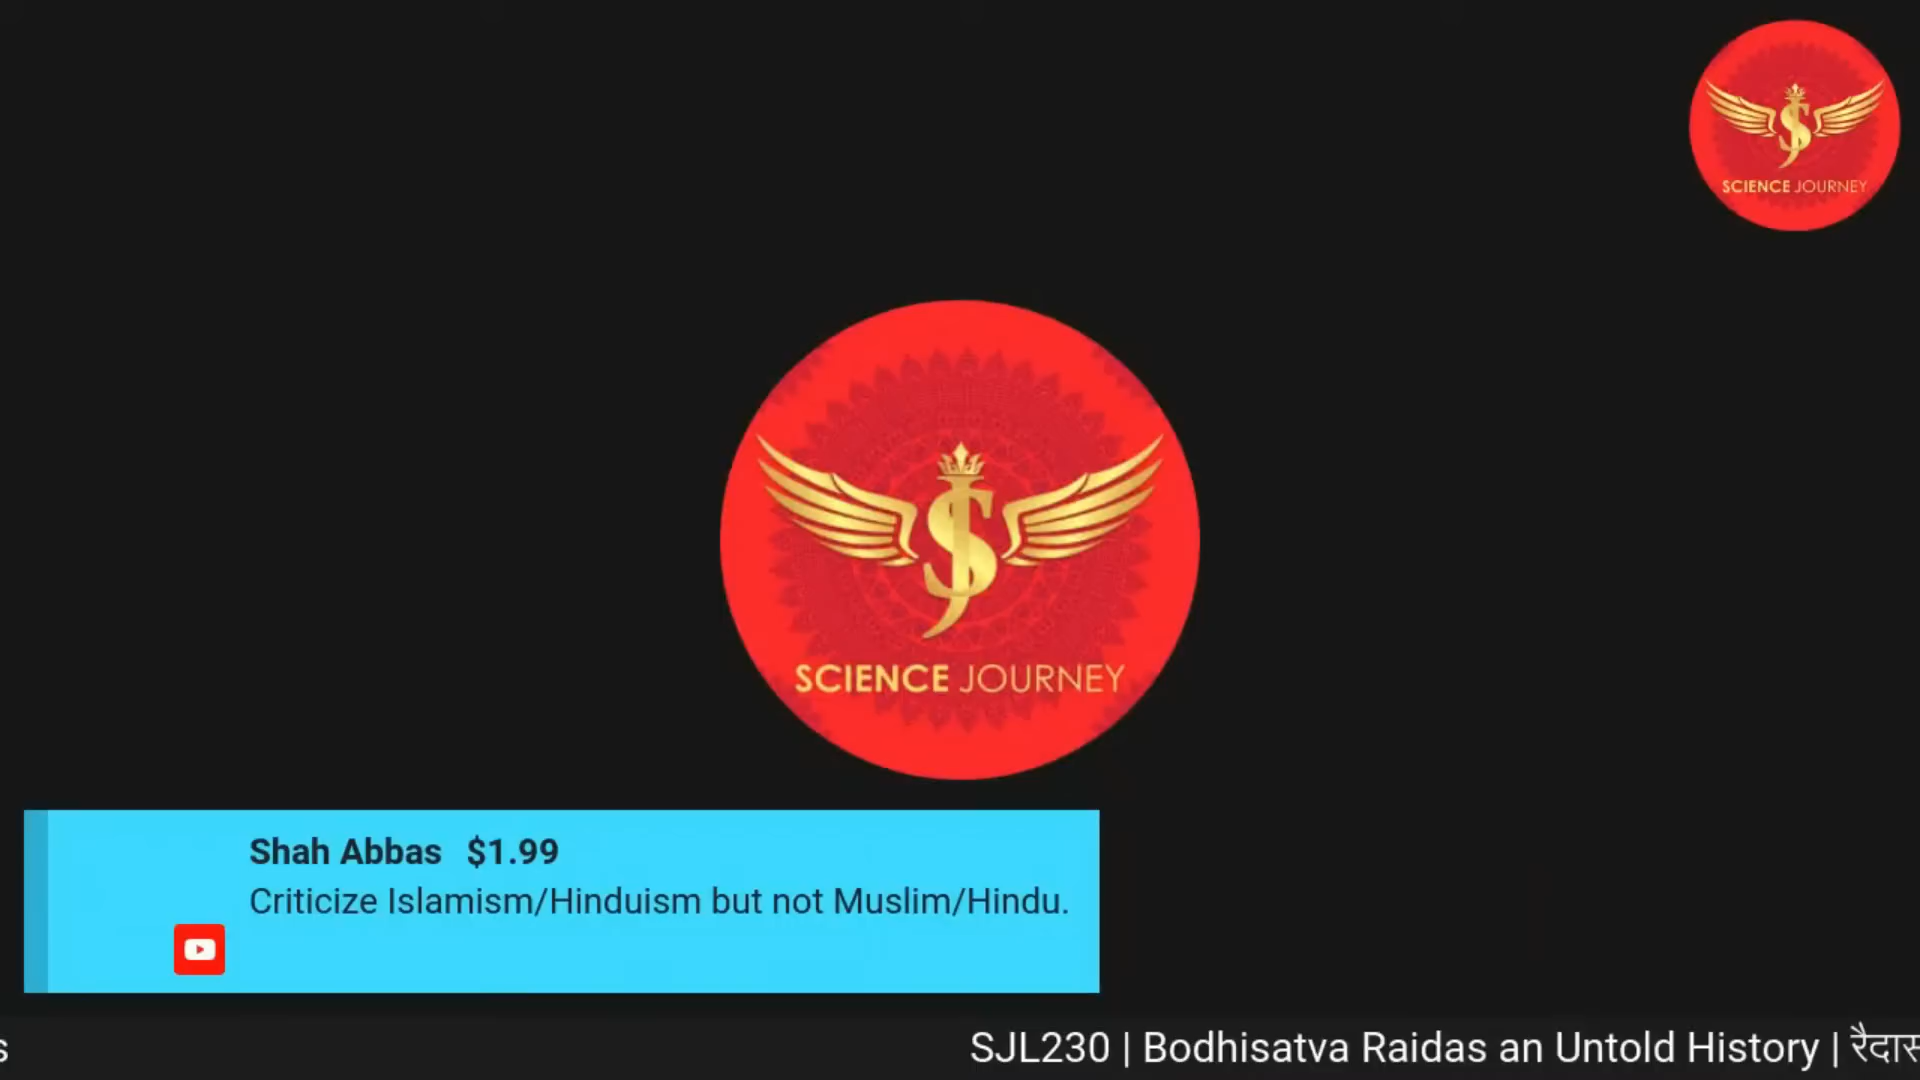 SCIENCE JOURNEY
SCIENCE JOURNEY
Shah Abbas $1.99
Criticize Islamism/Hinduism but not Muslim/Hindu.
s SJL230 | Bodhisatva Raidas an Untold History | रैदास